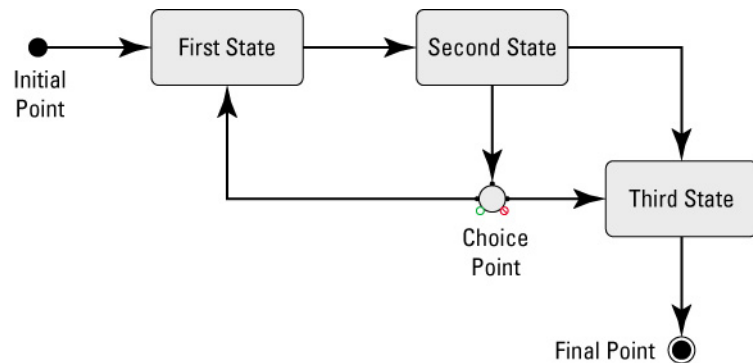 First State
Second State
Initial
Point
Third State
Choice
Point
Final Point